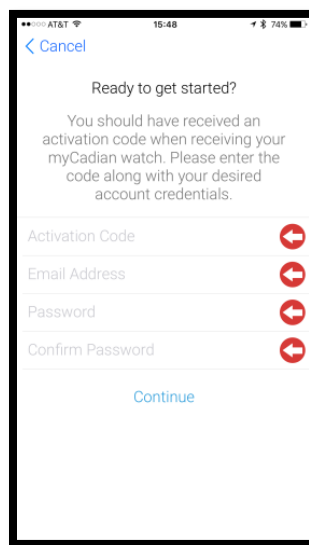 AT&T 15:48 74%
Cancel
Ready to get started?
You should have received an
activation code when receiving your
myCadian watch. Please enter the
code along with your desired
account credentials.
Activation Code
Email Address
Password
Confirm Password
Continue